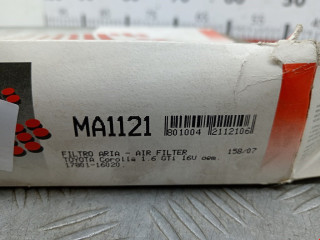 MA1121
801004 2112106
FILTRO ARIA - AIR FILTER 158/07
TOYOTA Corolla 1.6 GTi 16V oem.
17801-16020.